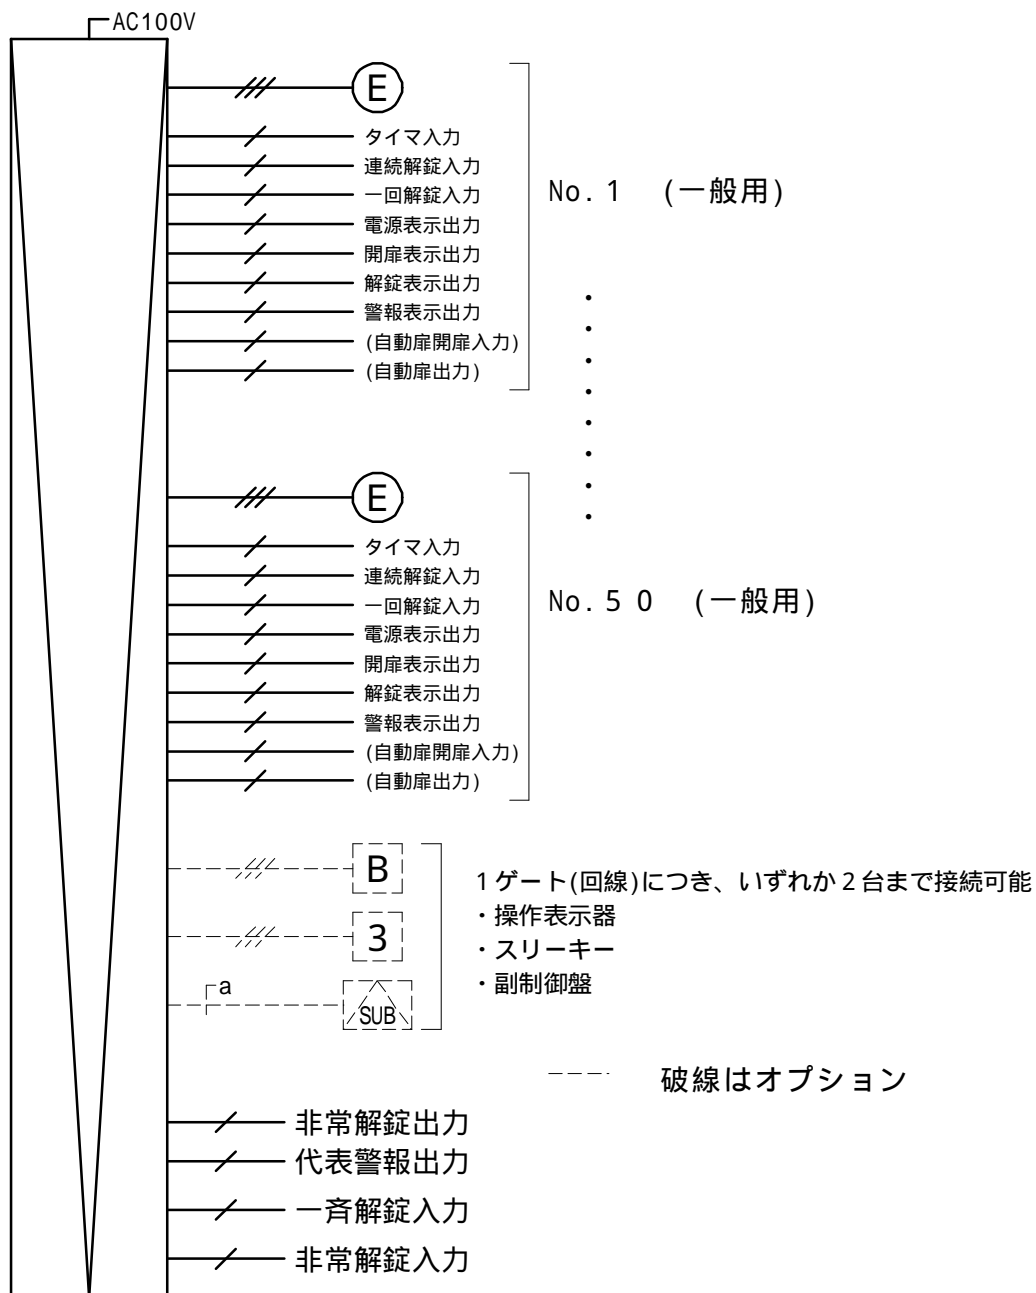 AC100V
E
タイマ入力
連続解錠入力
一回解錠入力
電源表示出力
開扉表示出力
解錠表示出力
警報表示出力
(自動扉開扉入力)
(自動扉出力)
No.1 (一般用)
E
タイマ入力
連続解錠入力
一回解錠入力
電源表示出力
開扉表示出力
解錠表示出力
警報表示出力
(自動扉開扉入力)
(自動扉出力)
No.50 (一般用)
B
3
a
SUB
1ゲート(回線)につき、いずれか2台まで接続可能
・操作表示器
・スリーキー
・副制御盤
破線はオプション
非常解錠出力
代表警報出力
一斉解錠入力
非常解錠入力